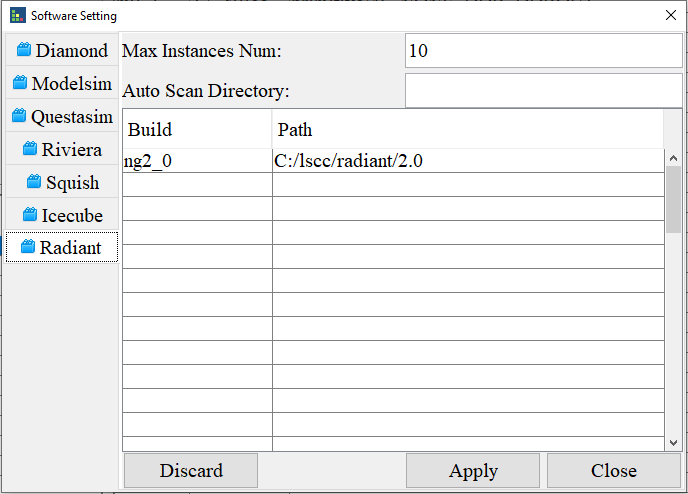 Software Setting
Diamond
Modelsim
Questasim
Riviera
Squish
Icecube
Radiant
Max Instances Num: 10
Auto Scan Directory:
Build Path
ng2_0 C:/lscc/radiant/2.0
Discard Apply Close